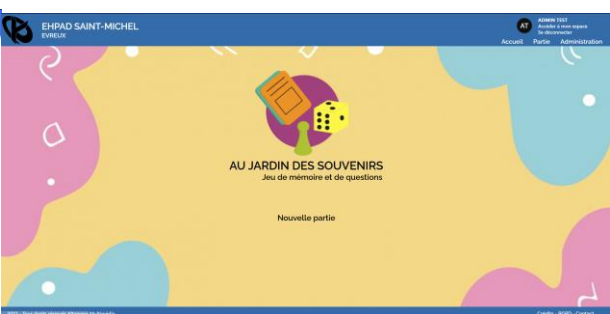 EHPAD SAINT-MICHEL
EVREUX
AT
ADMIN TEST
Accéder à mon espace
Se déconnecter
Accueil Partie Administration
AU JARDIN DES SOUVENIRS
Jeu de mémoire et de questions
Nouvelle partie
Crédits - RGPD - Contact